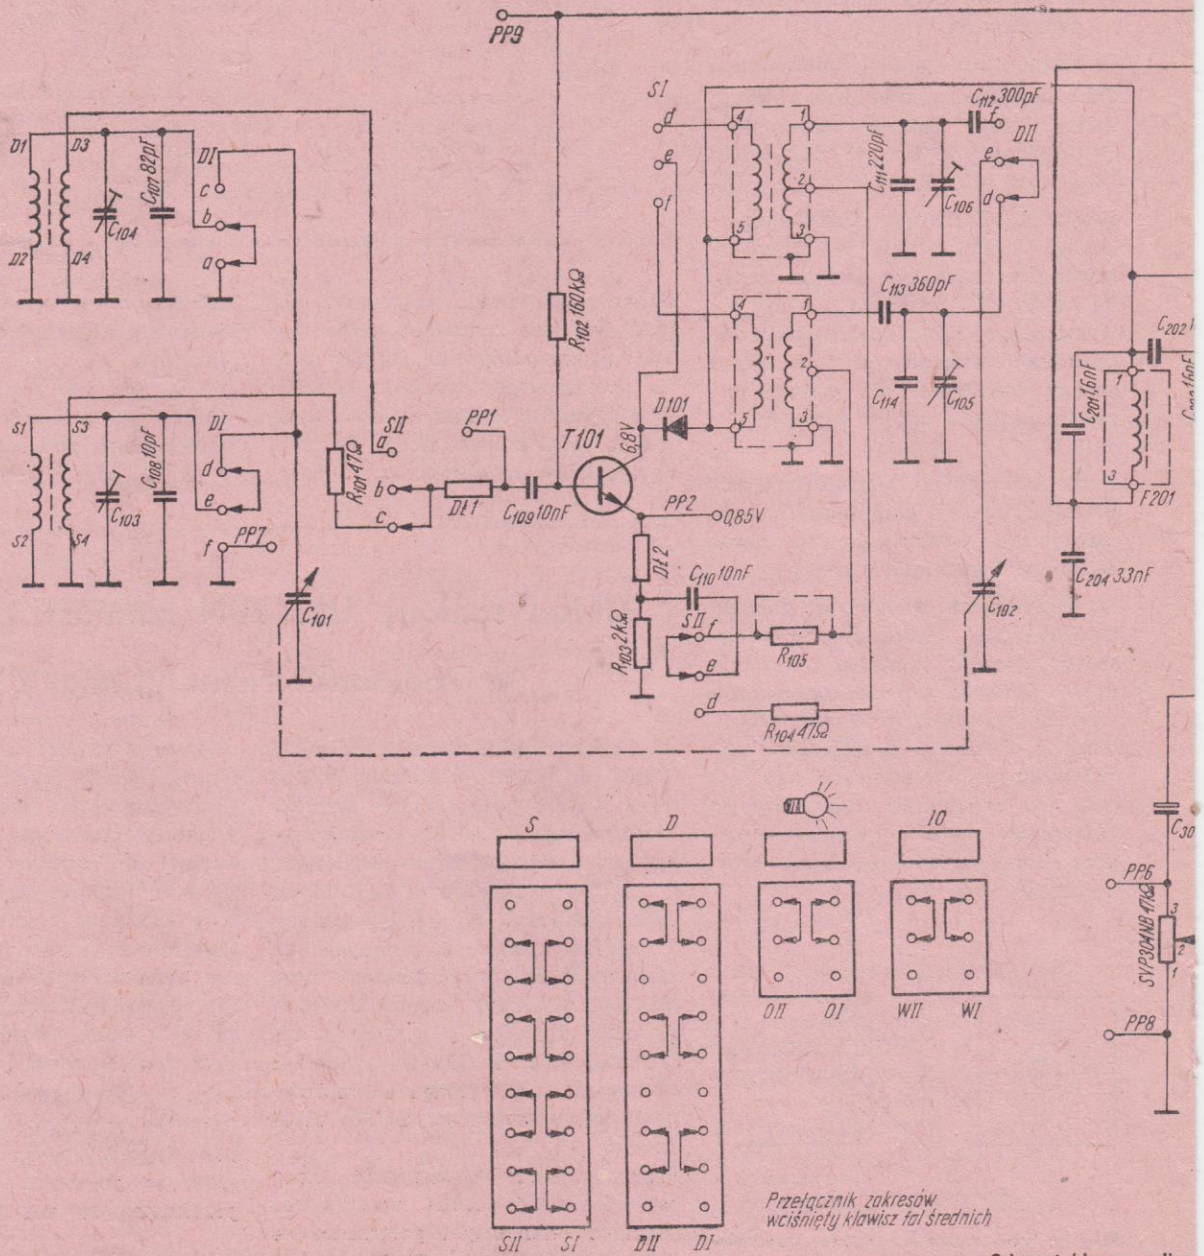 PP9
SI
d
e
f
4
5
1
2
3
C111 220pF
C106
C112 300pF
f
DII
e
d
D1
D3
D2
D4
C104
C107 82pF
DI
c
b
a
R102 160kΩ
C113 360pF
4
5
1
2
3
C114
C105
C202
C201 1,6nF
1
3
F201
C204 33nF
S1
S3
S2
S4
C103
C108 10pF
DI
d
e
f
PP7
R101 47Ω
SII
a
b
c
PP1
Dł1
C109 10nF
T101
6,8V
D101
PP2
0,85V
Dł2
C110 10nF
SII
f
e
d
R103 2kΩ
R105
R104 47Ω
C101
C102
S
D
IO
SII SI
DII DI
OII OI
WII WI
C30
PP6
SVP304NB 47kΩ
3
2
1
PP8
Przełącznik zakresów
wciśnięty klawisz fal średnich